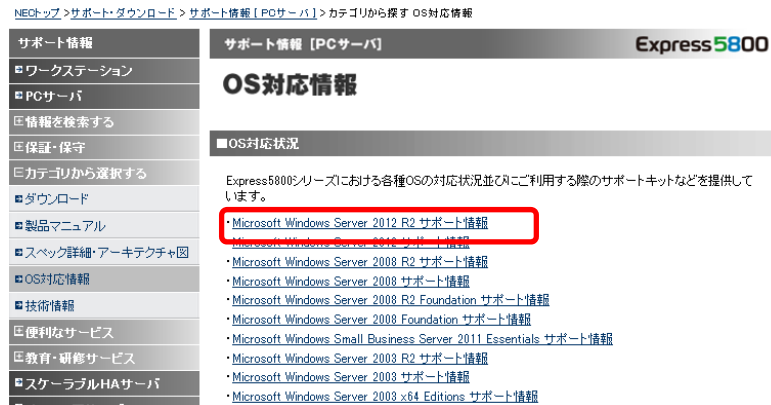 NECトップ >サポート・ダウンロード > サポート情報 [ PCサーバ ] > カテゴリから探す OS対応情報
サポート情報
ワークステーション
PCサーバ
情報を検索する
保証・保守
カテゴリから選択する
ダウンロード
製品マニュアル
スペック詳細・アーキテクチャ図
OS対応情報
技術情報
便利なサービス
教育・研修サービス
スケーラブルHAサーバ
サポート情報 [PCサーバ]
Express5800
OS対応情報
■OS対応状況
Express5800シリーズにおける各種OSの対応状況並びにご利用する際のサポートキットなどを提供して
います。
・Microsoft Windows Server 2012 R2 サポート情報
・Microsoft Windows Server 2012 サポート情報
・Microsoft Windows Server 2008 R2 サポート情報
・Microsoft Windows Server 2008 サポート情報
・Microsoft Windows Server 2008 R2 Foundation サポート情報
・Microsoft Windows Server 2008 Foundation サポート情報
・Microsoft Windows Small Business Server 2011 Essentials サポート情報
・Microsoft Windows Server 2003 R2 サポート情報
・Microsoft Windows Server 2003 サポート情報
・Microsoft Windows Server 2003 x64 Editions サポート情報